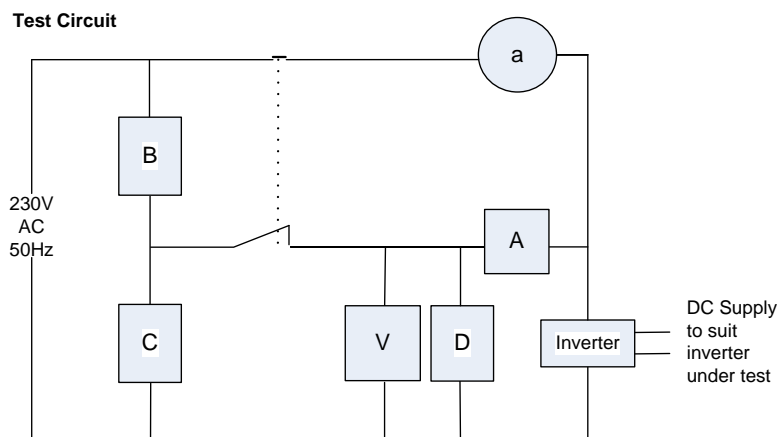 Test Circuit
a
B
230V
AC
50Hz
A
C
V
D
Inverter
DC Supply
to suit
inverter
under test